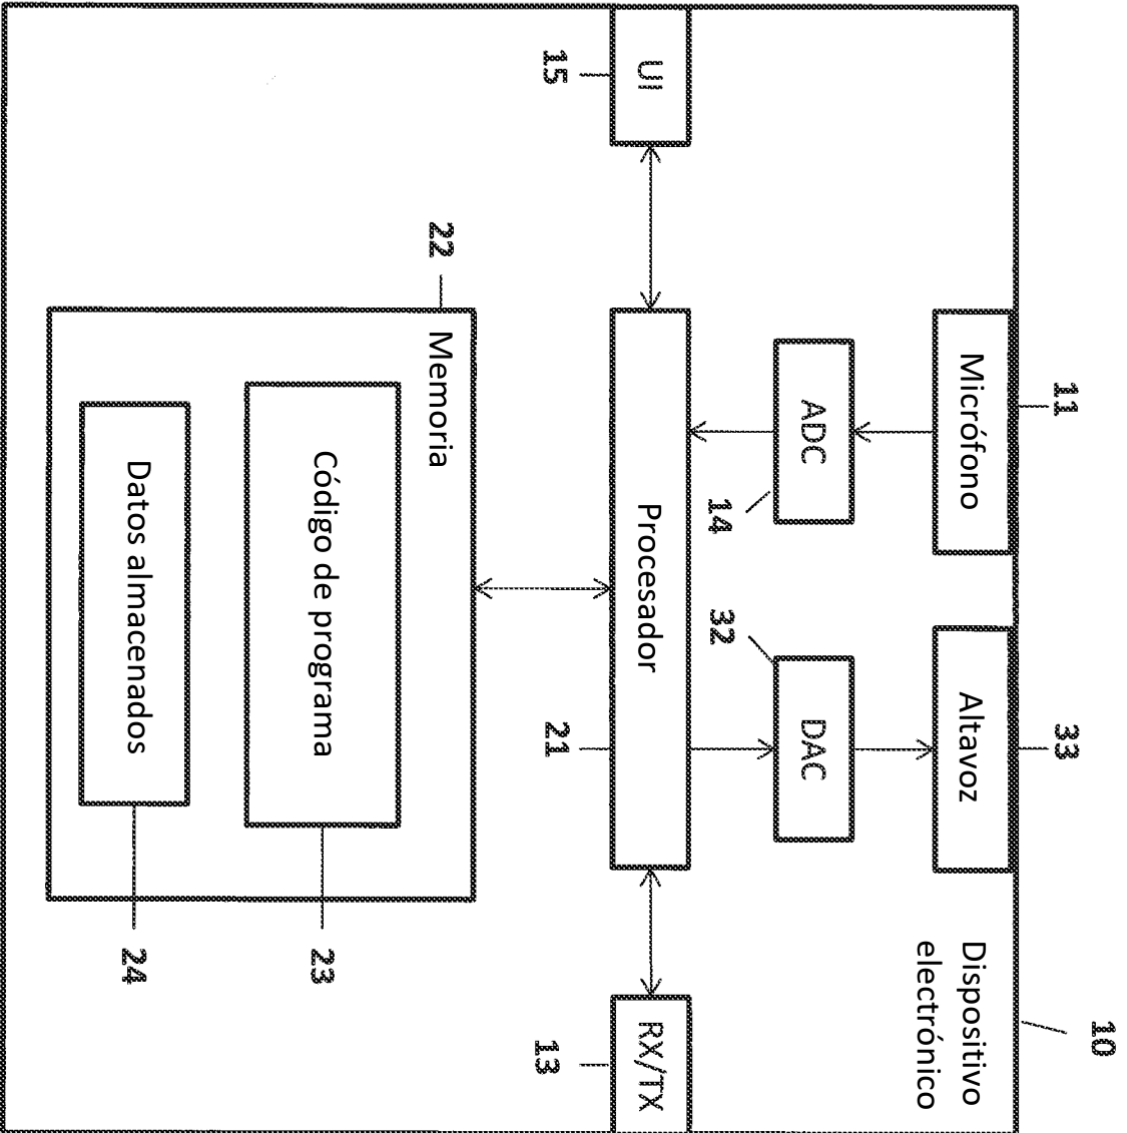 10
Dispositivo
electrónico
11
33
Micrófono
Altavoz
ADC
14
32
DAC
15
UI
Procesador
21
RX/TX
13
22
Memoria
Código de programa
23
Datos almacenados
24